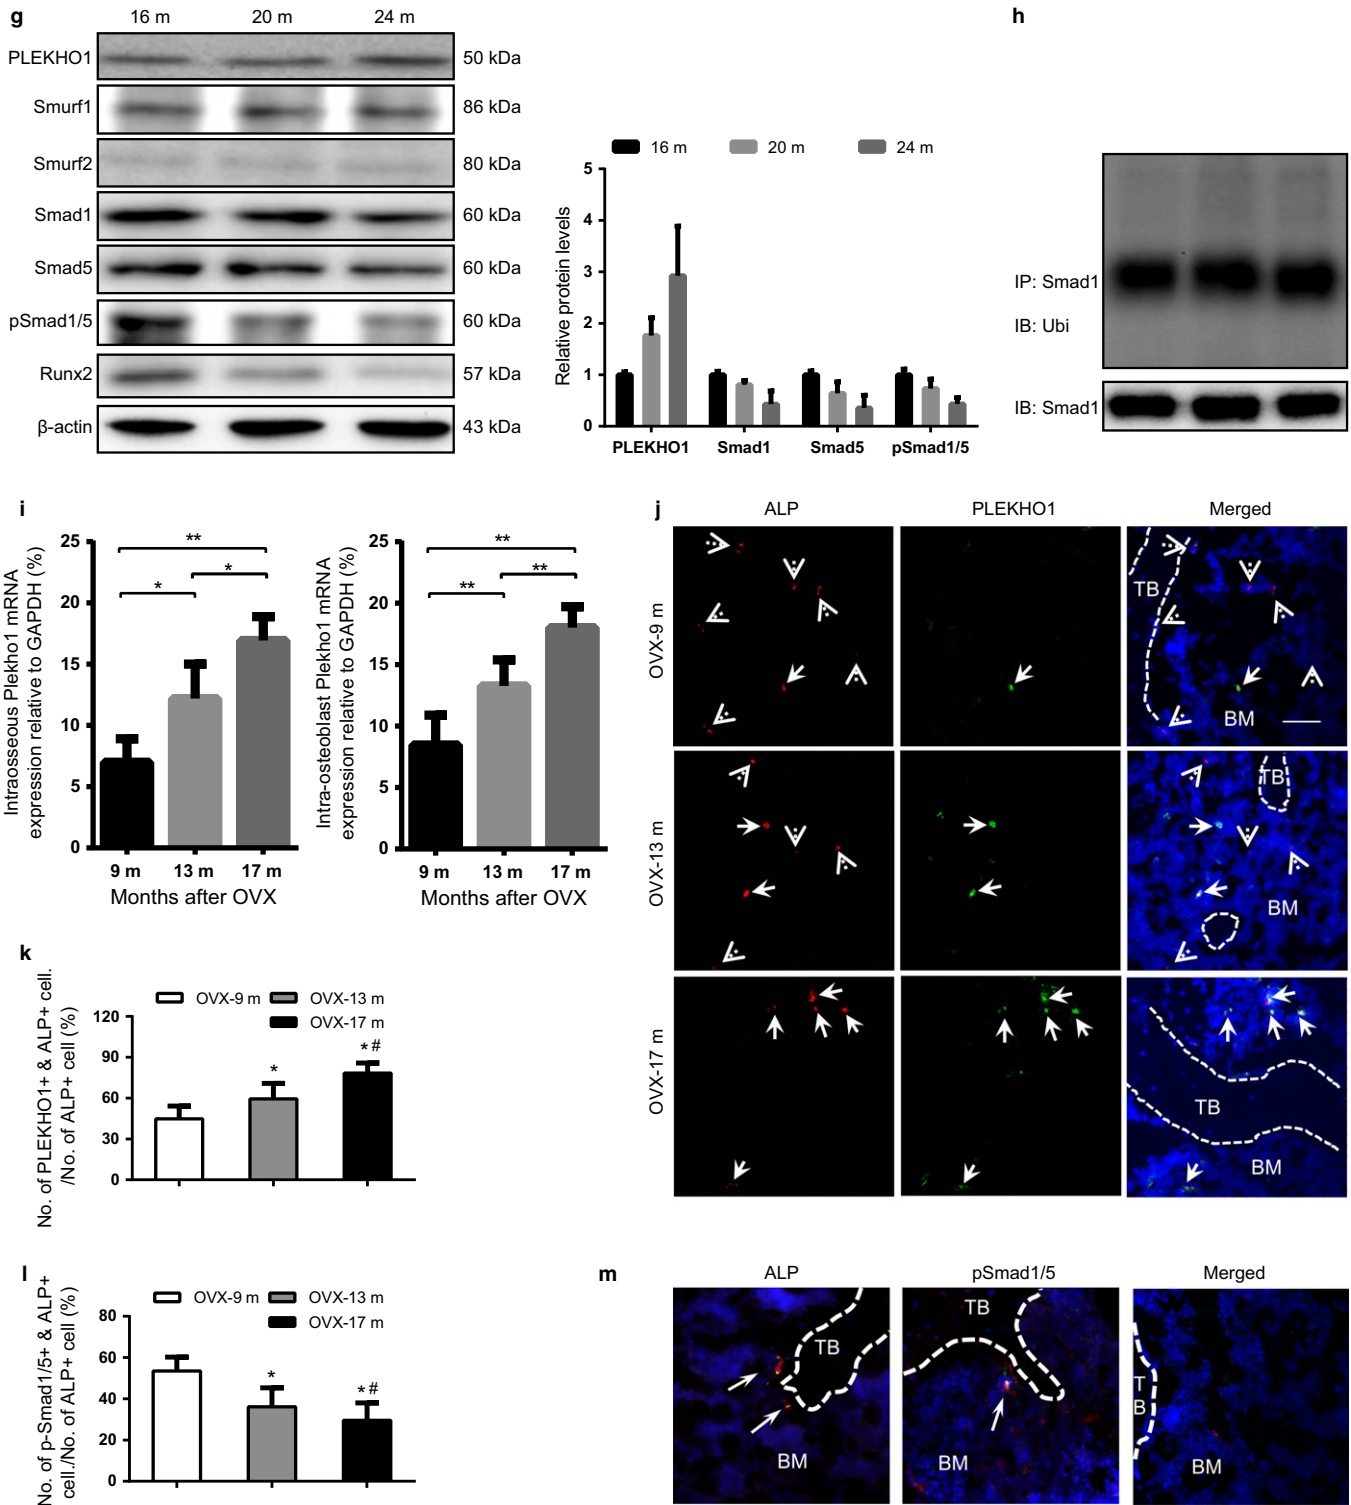 g
16 m 20 m 24 m
PLEKHO1 50 kDa
Smurf1 86 kDa
Smurf2 80 kDa
Smad1 60 kDa
Smad5 60 kDa
pSmad1/5 60 kDa
Runx2 57 kDa
β-actin 43 kDa
16 m 20 m 24 m
Relative protein levels
5
4
3
2
1
0
PLEKHO1 Smad1 Smad5 pSmad1/5
h
IP: Smad1
IB: Ubi
IB: Smad1
i
Intraosseous Plekho1 mRNA
expression relative to GAPDH (%)
25
20
15
10
5
0
**
*
*
9 m 13 m 17 m
Months after OVX
Intra-osteoblast Plekho1 mRNA
expression relative to GAPDH (%)
25
20
15
10
5
0
**
**
**
9 m 13 m 17 m
Months after OVX
j
ALP PLEKHO1 Merged
OVX-9 m
TB
BM
OVX-13 m
TB
BM
OVX-17 m
TB
BM
k
No. of PLEKHO1+ & ALP+ cell.
/No. of ALP+ cell (%)
OVX-9 m OVX-13 m
OVX-17 m
120
90
60
30
0
*
* #
l
No. of p-Smad1/5+ & ALP+
cell./No. of ALP+ cell (%)
OVX-9 m OVX-13 m
OVX-17 m
80
60
40
20
0
*
* #
m
ALP pSmad1/5 Merged
TB
BM
TB
BM
T
B
BM